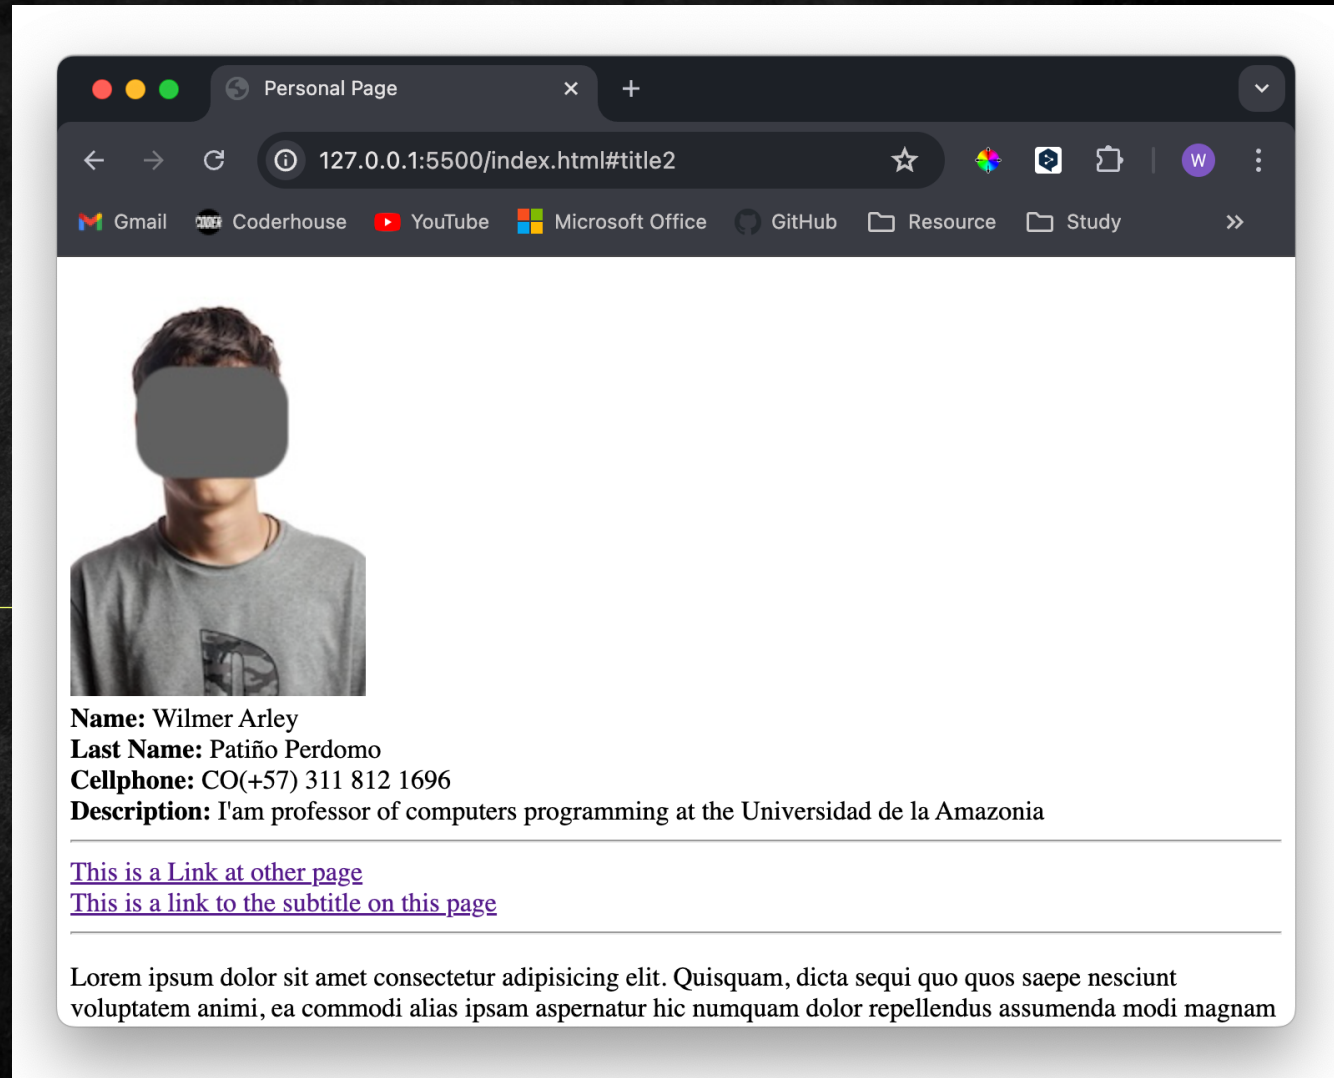 Personal Page
127.0.0.1:5500/index.html#title2
W
Gmail CODER Coderhouse YouTube Microsoft Office GitHub Resource Study
Name: Wilmer Arley
Last Name: Patiño Perdomo
Cellphone: CO(+57) 311 812 1696
Description: I'am professor of computers programming at the Universidad de la Amazonia
This is a Link at other page
This is a link to the subtitle on this page
Lorem ipsum dolor sit amet consectetur adipisicing elit. Quisquam, dicta sequi quo quos saepe nesciunt
voluptatem animi, ea commodi alias ipsam aspernatur hic numquam dolor repellendus assumenda modi magnam